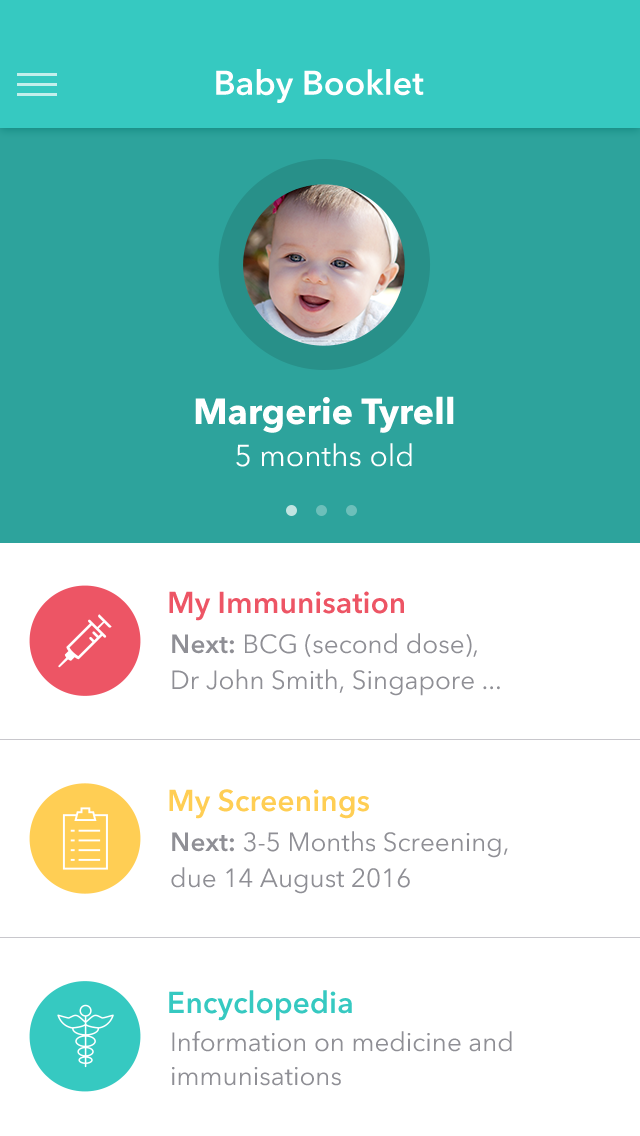 Baby Booklet
Margerie Tyrell
5 months old
My Immunisation
Next: BCG (second dose),
Dr John Smith, Singapore ...
My Screenings
Next: 3-5 Months Screening,
due 14 August 2016
Encyclopedia
Information on medicine and
immunisations